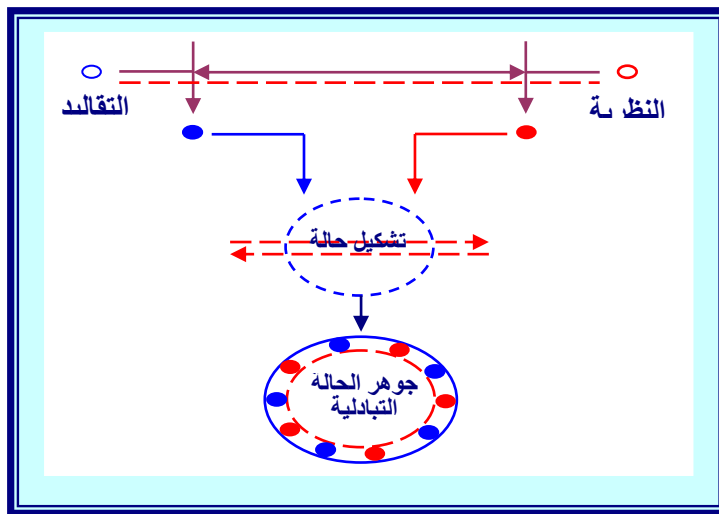 النظرية
التقاليد
تشكيل حالة
جوهر الحالة
التبادلية